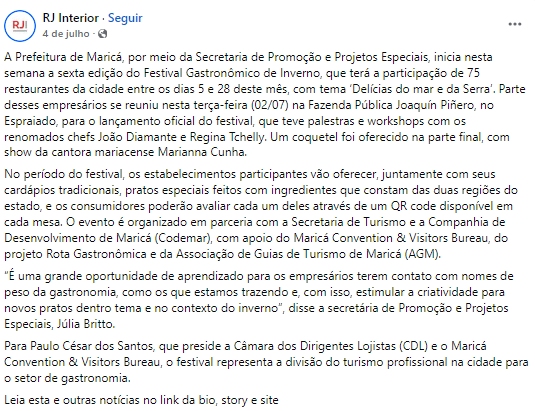 RJI
RJ Interior · Seguir
4 de julho ·
A Prefeitura de Maricá, por meio da Secretaria de Promoção e Projetos Especiais, inicia nesta
semana a sexta edição do Festival Gastronômico de Inverno, que terá a participação de 75
restaurantes da cidade entre os dias 5 e 28 deste mês, com tema ‘Delícias do mar e da Serra’. Parte
desses empresários se reuniu nesta terça-feira (02/07) na Fazenda Pública Joaquín Piñero, no
Espraiado, para o lançamento oficial do festival, que teve palestras e workshops com os
renomados chefs João Diamante e Regina Tchelly. Um coquetel foi oferecido na parte final, com
show da cantora mariacense Marianna Cunha.
No período do festival, os estabelecimentos participantes vão oferecer, juntamente com seus
cardápios tradicionais, pratos especiais feitos com ingredientes que constam das duas regiões do
estado, e os consumidores poderão avaliar cada um deles através de um QR code disponível em
cada mesa. O evento é organizado em parceria com a Secretaria de Turismo e a Companhia de
Desenvolvimento de Maricá (Codemar), com apoio do Maricá Convention & Visitors Bureau, do
projeto Rota Gastronômica e da Associação de Guias de Turismo de Maricá (AGM).
“É uma grande oportunidade de aprendizado para os empresários terem contato com nomes de
peso da gastronomia, como os que estamos trazendo e, com isso, estimular a criatividade para
novos pratos dentro tema e no contexto do inverno”, disse a secretária de Promoção e Projetos
Especiais, Júlia Britto.
Para Paulo César dos Santos, que preside a Câmara dos Dirigentes Lojistas (CDL) e o Maricá
Convention & Visitors Bureau, o festival representa a divisão do turismo profissional na cidade para
o setor de gastronomia.
Leia esta e outras notícias no link da bio, story e site